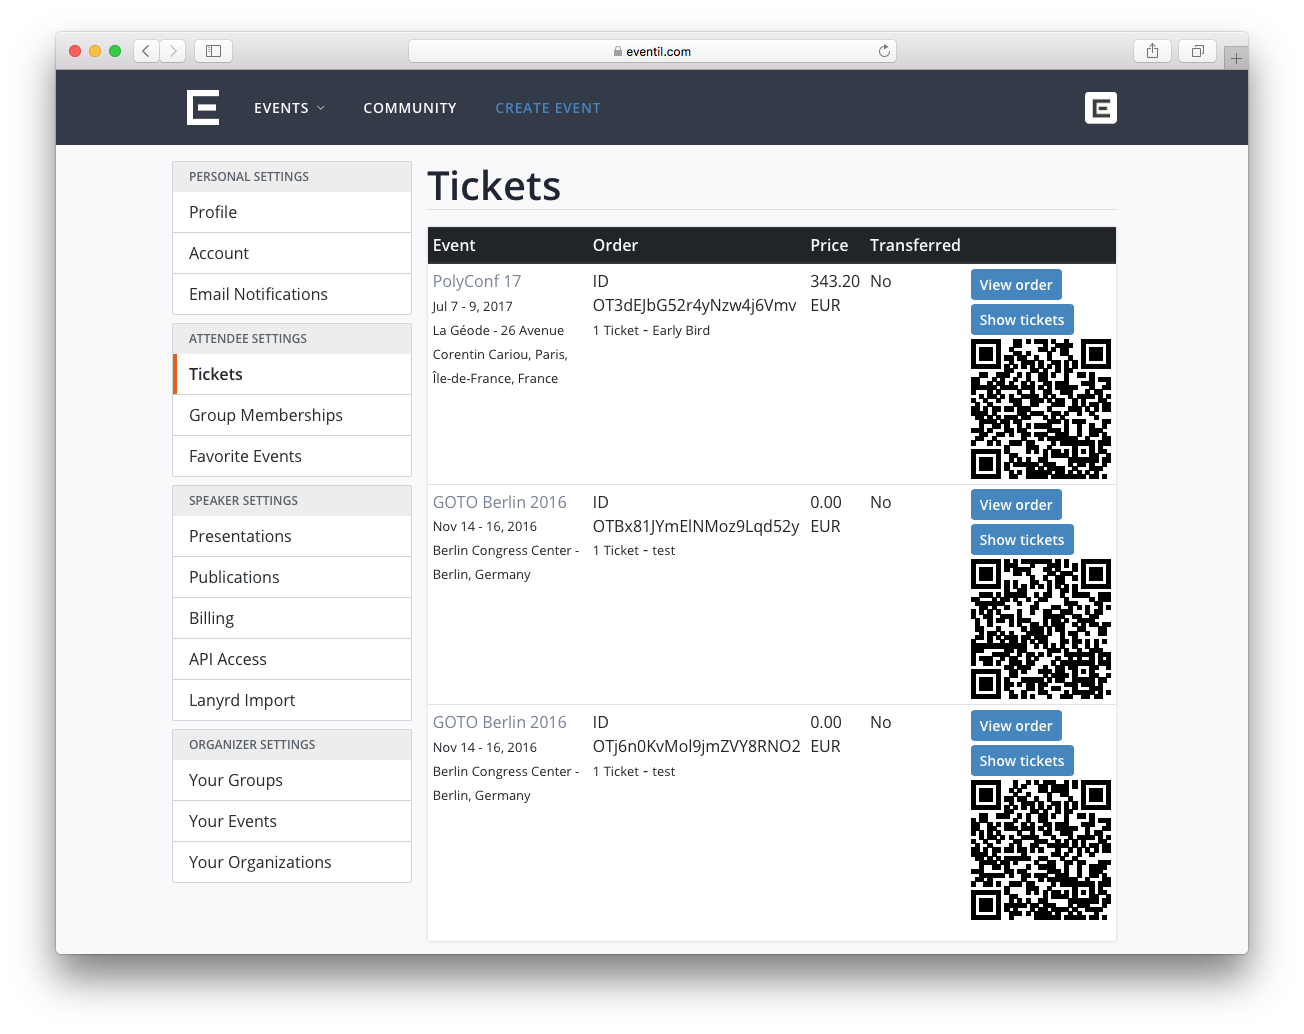 eventil.com
EVENTS
COMMUNITY
CREATE EVENT
PERSONAL SETTINGS
Profile
Account
Email Notifications
ATTENDEE SETTINGS
Tickets
Group Memberships
Favorite Events
SPEAKER SETTINGS
Presentations
Publications
Billing
API Access
Lanyrd Import
ORGANIZER SETTINGS
Your Groups
Your Events
Your Organizations
Tickets
Event Order Price Transferred
PolyConf 17
Jul 7 - 9, 2017
La Géode - 26 Avenue
Corentin Cariou, Paris,
Île-de-France, France
ID
OT3dEJbG52r4yNzw4j6Vmv
1 Ticket - Early Bird
343.20
EUR
No
View order
Show tickets
GOTO Berlin 2016
Nov 14 - 16, 2016
Berlin Congress Center -
Berlin, Germany
ID
OTBx81JYmElNMoz9Lqd52y
1 Ticket - test
0.00
EUR
No
View order
Show tickets
GOTO Berlin 2016
Nov 14 - 16, 2016
Berlin Congress Center -
Berlin, Germany
ID
OTj6n0KvMol9jmZVY8RNO2
1 Ticket - test
0.00
EUR
No
View order
Show tickets